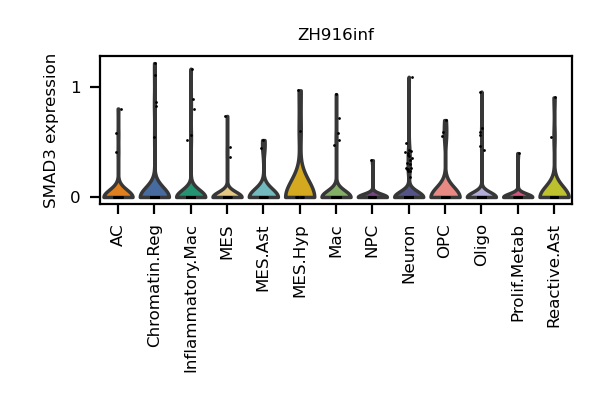 ZH916inf
SMAD3 expression
1
0
AC
Chromatin.Reg
Inflammatory.Mac
MES
MES.Ast
MES.Hyp
Mac
NPC
Neuron
OPC
Oligo
Prolif.Metab
Reactive.Ast